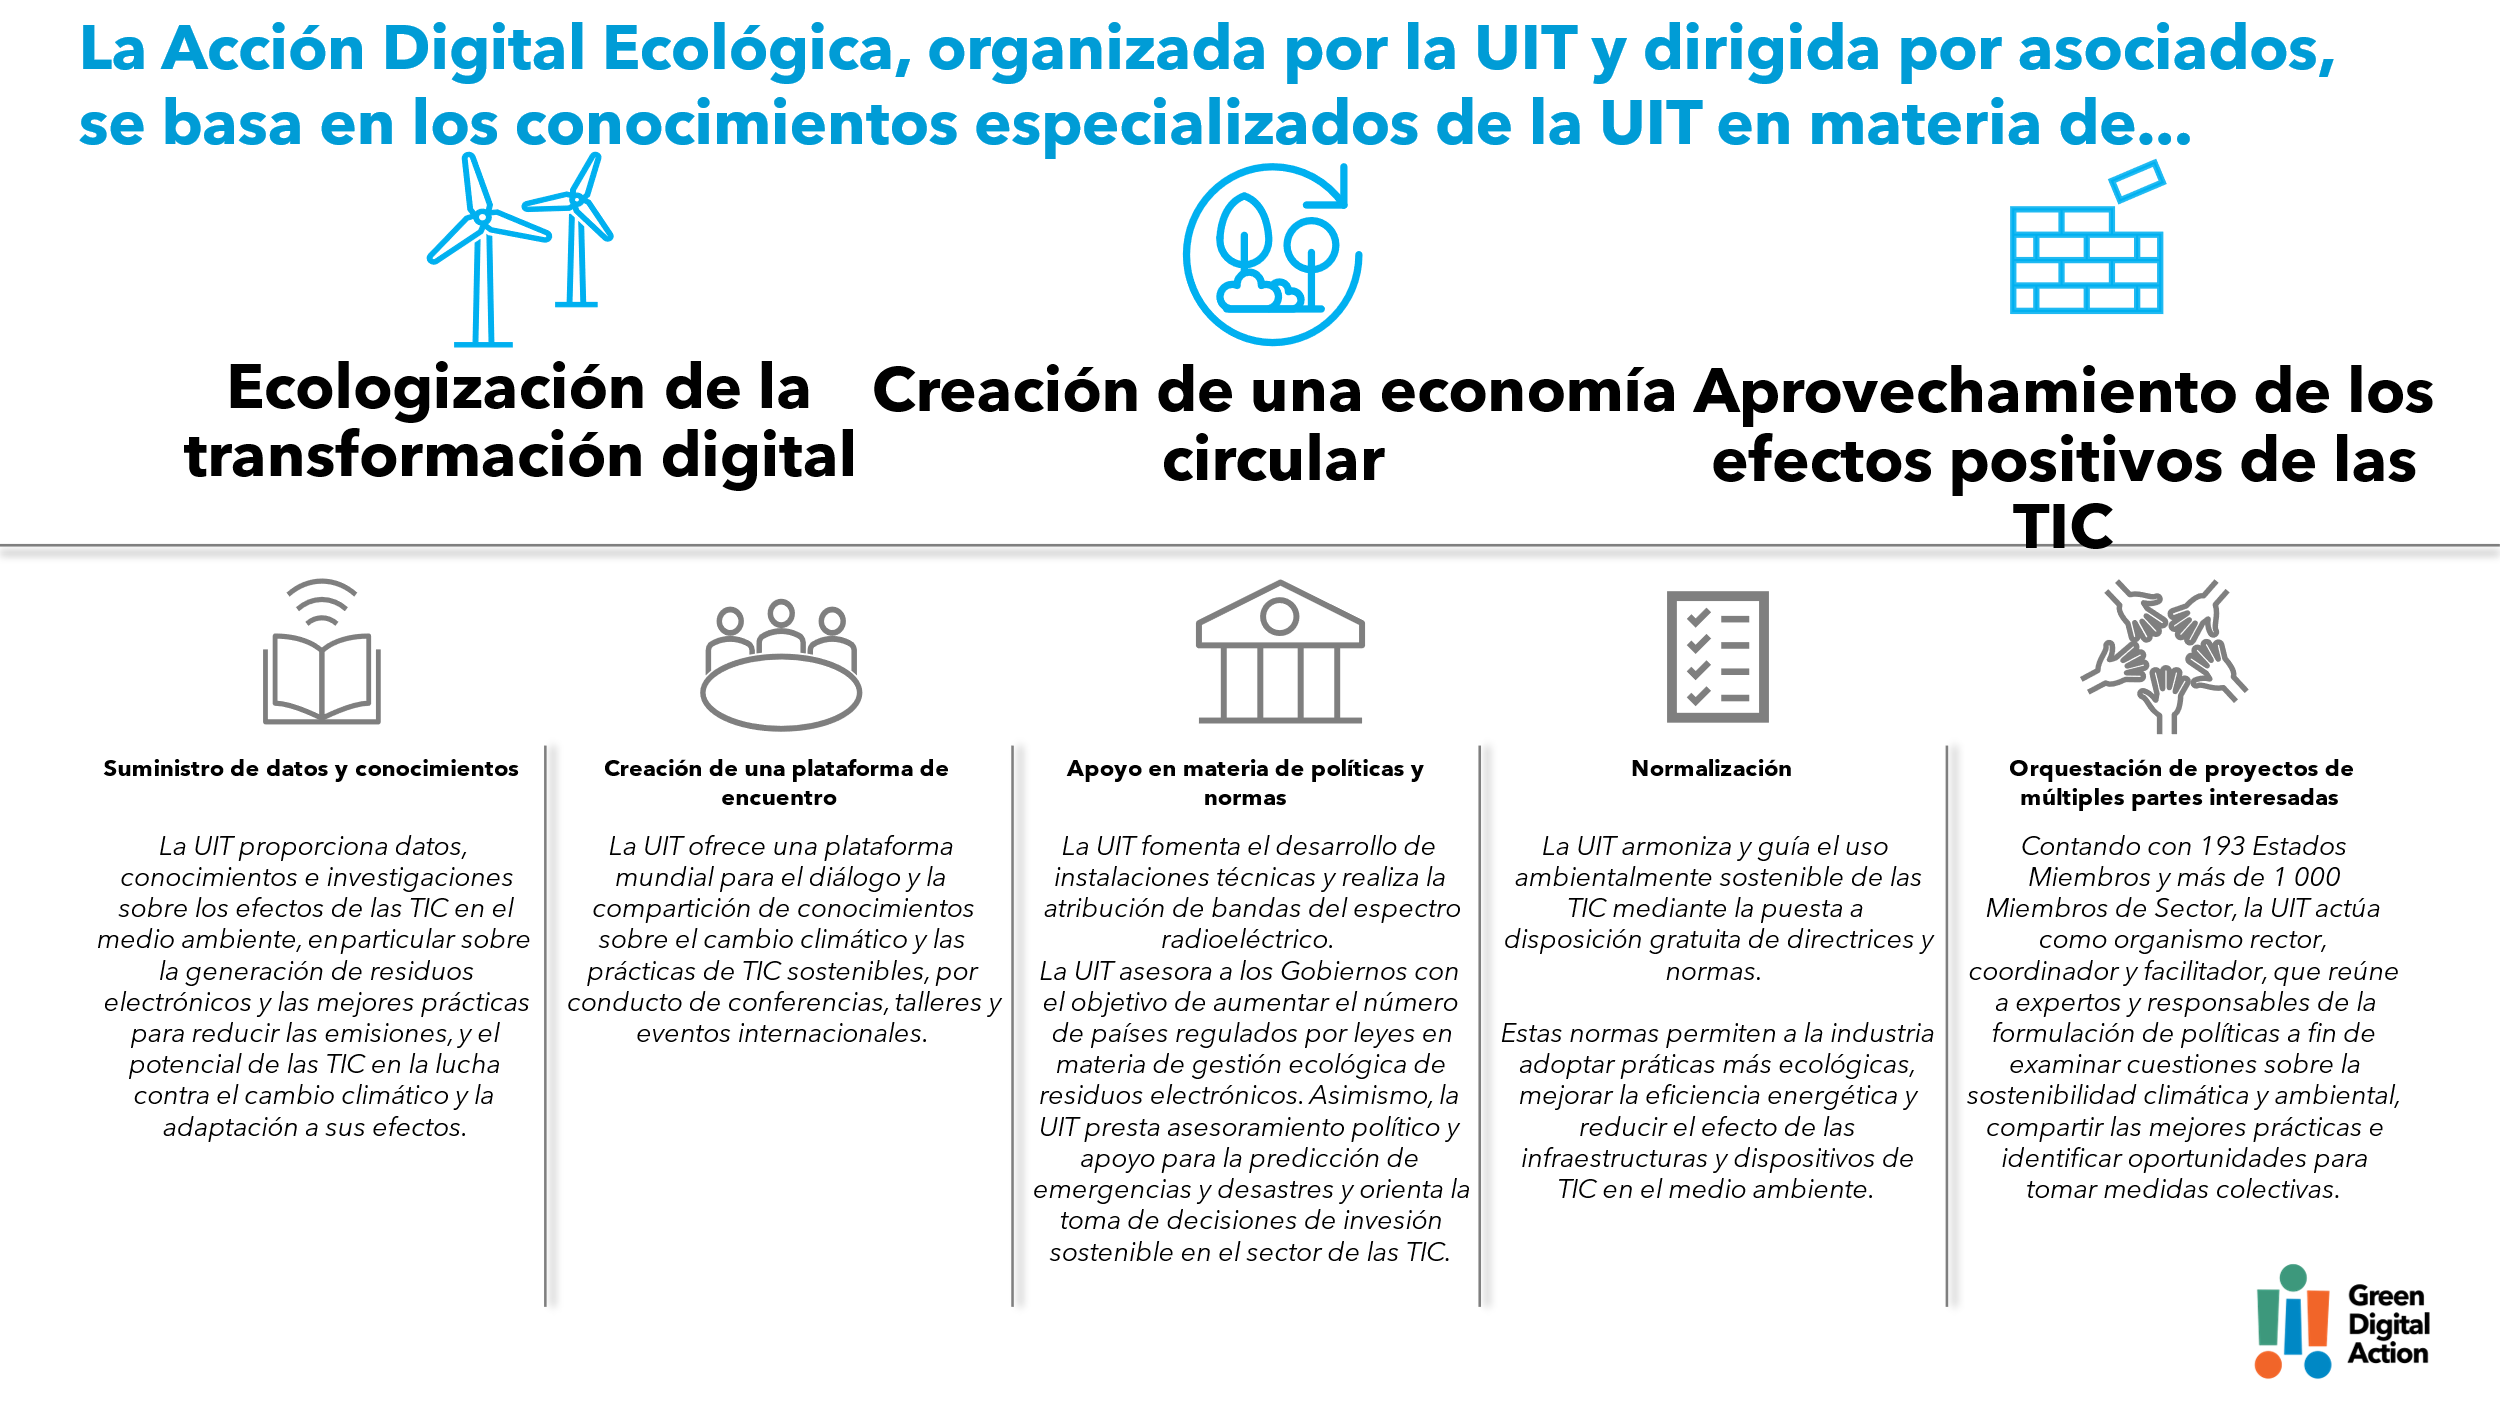 La Acción Digital Ecológica, organizada por la UIT y dirigida por asociados,
se basa en los conocimientos especializados de la UIT en materia de...
Ecologización de la
transformación digital
Creación de una economía
circular
Aprovechamiento de los
efectos positivos de las
TIC
Suministro de datos y conocimientos
La UIT proporciona datos,
conocimientos e investigaciones
sobre los efectos de las TIC en el
medio ambiente, en particular sobre
la generación de residuos
electrónicos y las mejores prácticas
para reducir las emisiones, y el
potencial de las TIC en la lucha
contra el cambio climático y la
adaptación a sus efectos.
Creación de una plataforma de
encuentro
La UIT ofrece una plataforma
mundial para el diálogo y la
compartición de conocimientos
sobre el cambio climático y las
prácticas de TIC sostenibles, por
conducto de conferencias, talleres y
eventos internacionales.
Apoyo en materia de políticas y
normas
La UIT fomenta el desarrollo de
instalaciones técnicas y realiza la
atribución de bandas del espectro
radioeléctrico.
La UIT asesora a los Gobiernos con
el objetivo de aumentar el número
de países regulados por leyes en
materia de gestión ecológica de
residuos electrónicos. Asimismo, la
UIT presta asesoramiento político y
apoyo para la predicción de
emergencias y desastres y orienta la
toma de decisiones de invesión
sostenible en el sector de las TIC.
Normalización
La UIT armoniza y guía el uso
ambientalmente sostenible de las
TIC mediante la puesta a
disposición gratuita de directrices y
normas.
Estas normas permiten a la industria
adoptar práticas más ecológicas,
mejorar la eficiencia energética y
reducir el efecto de las
infraestructuras y dispositivos de
TIC en el medio ambiente.
Orquestación de proyectos de
múltiples partes interesadas
Contando con 193 Estados
Miembros y más de 1 000
Miembros de Sector, la UIT actúa
como organismo rector,
coordinador y facilitador, que reúne
a expertos y responsables de la
formulación de políticas a fin de
examinar cuestiones sobre la
sostenibilidad climática y ambiental,
compartir las mejores prácticas e
identificar oportunidades para
tomar medidas colectivas.
Green
Digital
Action